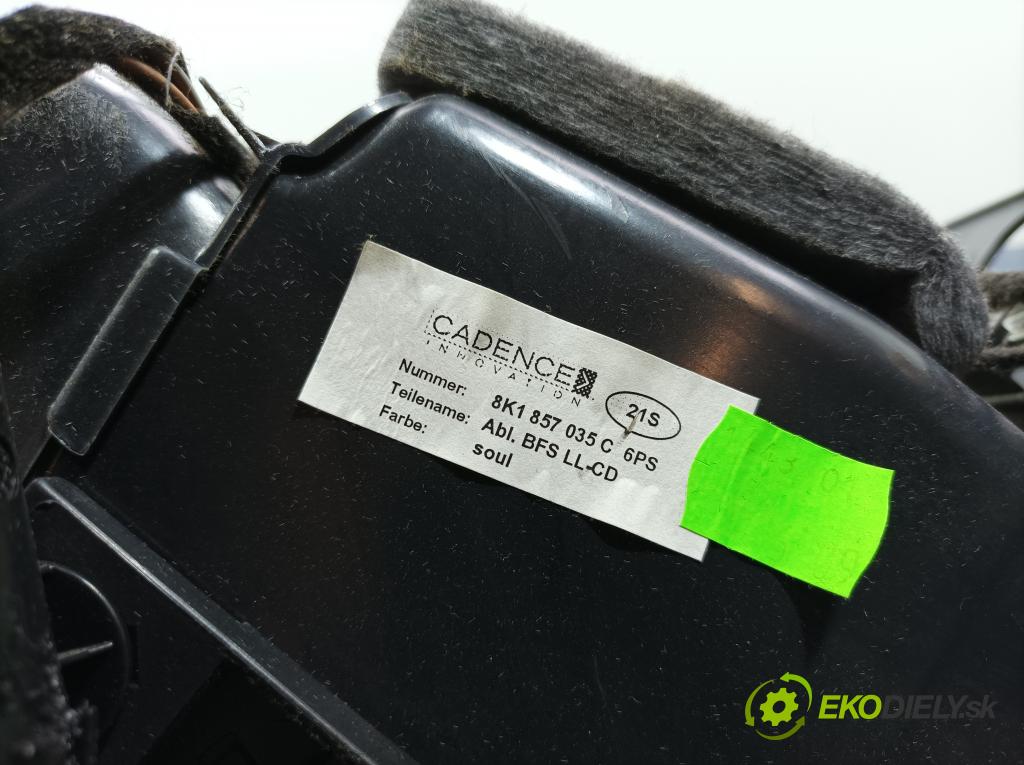 CADENCE
INNOVATION
21S
Nummer: 8K1 857 035 C 6PS
Teilename: Abl. BFS LL-CD
Farbe: soul
EKODIELY.sk